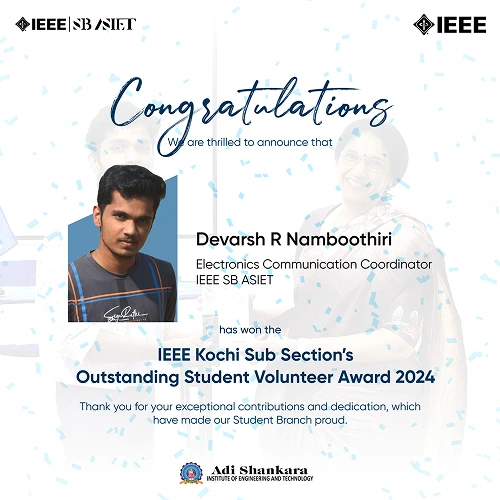 IEEE SB ASIET
IEEE
Congratulations
We are thrilled to announce that
Devarsh R Namboothiri
Electronics Communication Coordinator
IEEE SB ASIET
has won the
IEEE Kochi Sub Section's
Outstanding Student Volunteer Award 2024
Thank you for your exceptional contributions and dedication, which
have made our Student Branch proud.
Adi Shankara
INSTITUTE OF ENGINEERING AND TECHNOLOGY